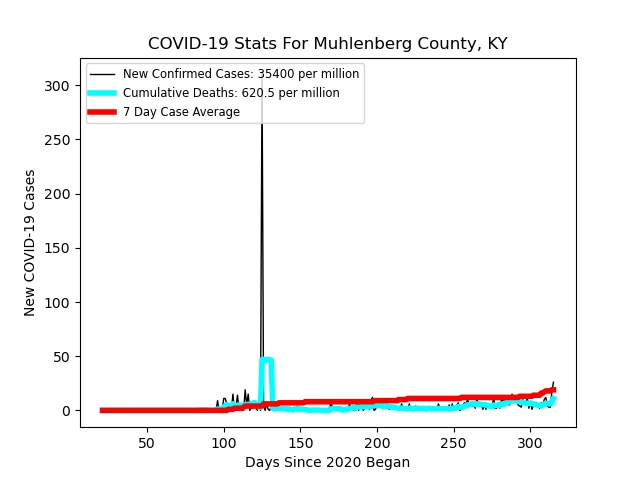 COVID-19 Stats For Muhlenberg County, KY
New Confirmed Cases: 35400 per million
Cumulative Deaths: 620.5 per million
7 Day Case Average
300
250
200
150
100
50
0
New COVID-19 Cases
50 100 150 200 250 300
Days Since 2020 Began